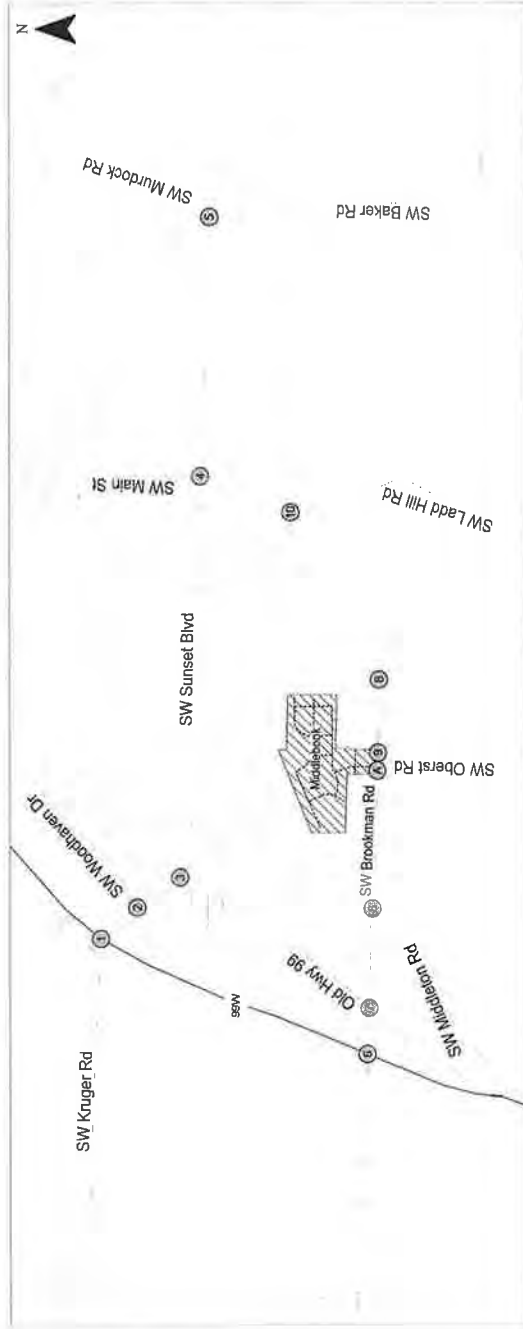 N
SW Kruger Rd
1
2
SW Woodhaven Dr
3
99W
SW Sunset Blvd
SW Main St
4
SW Murdock Rd
5
10
Middlebook
6
Old Hwy 99
SW Brookman Rd
A
9
8
SW Middleton Rd
SW Oberst Rd
SW Ladd Hill Rd
SW Baker Rd